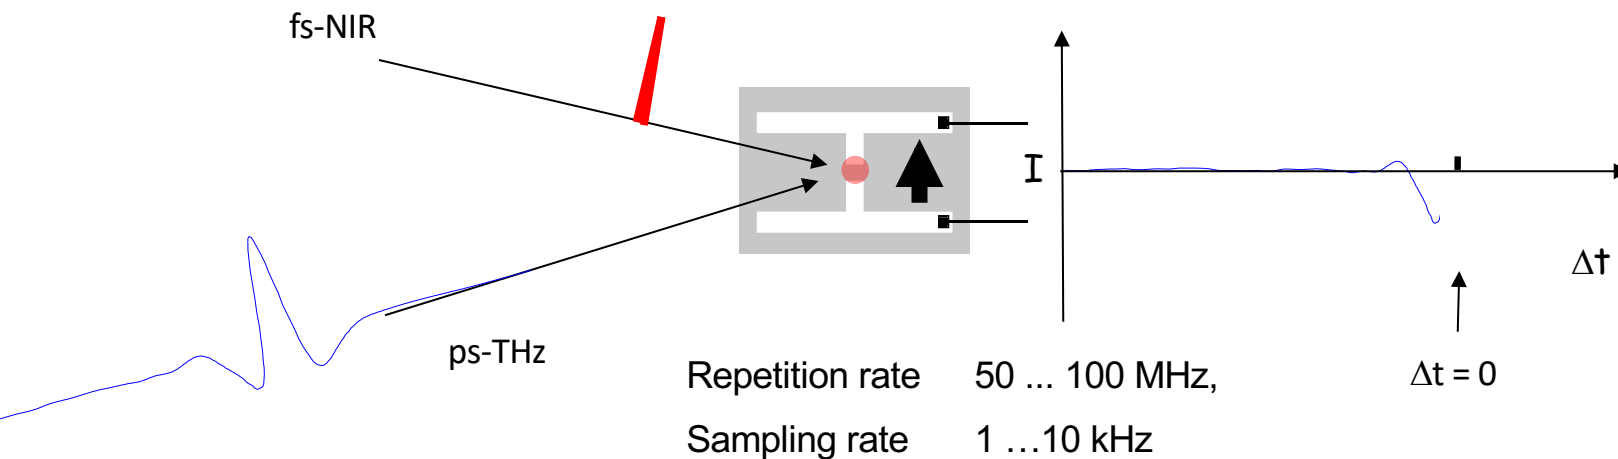 fs-NIR
I
Δt
ps-THz
Repetition rate 50 ... 100 MHz,
Δt = 0
Sampling rate 1 …10 kHz